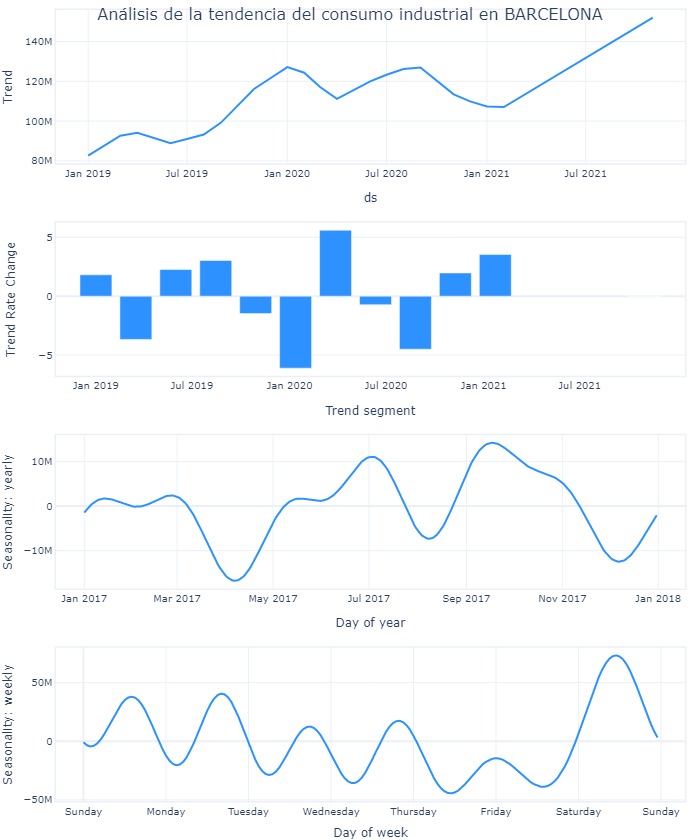 Análisis de la tendencia del consumo industrial en BARCELONA
Trend
140M
120M
100M
80M
Jan 2019 Jul 2019 Jan 2020 Jul 2020 Jan 2021 Jul 2021
ds
Trend Rate Change
5
0
−5
Jan 2019 Jul 2019 Jan 2020 Jul 2020 Jan 2021 Jul 2021
Trend segment
Seasonality: yearly
10M
0
−10M
Jan 2017 Mar 2017 May 2017 Jul 2017 Sep 2017 Nov 2017 Jan 2018
Day of year
Seasonality: weekly
50M
0
−50M
Sunday Monday Tuesday Wednesday Thursday Friday Saturday Sunday
Day of week